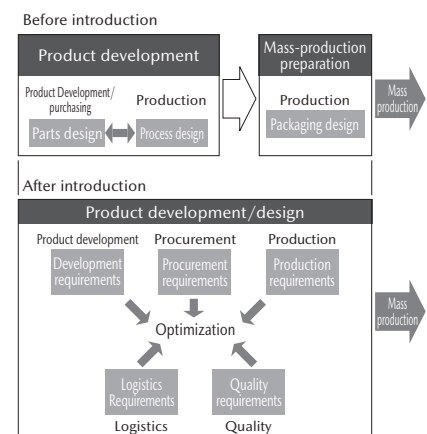 Before introduction
Product development
Mass-production
preparation
Product Development/
purchasing
Production
Parts design
Process design
Production
Packaging design
Mass
production
After introduction
Product development/design
Product development
Procurement
Production
Development
requirements
Procurement
requirements
Production
requirements
Optimization
Mass
production
Logistics
Requirements
Quality
requirements
Logistics
Quality